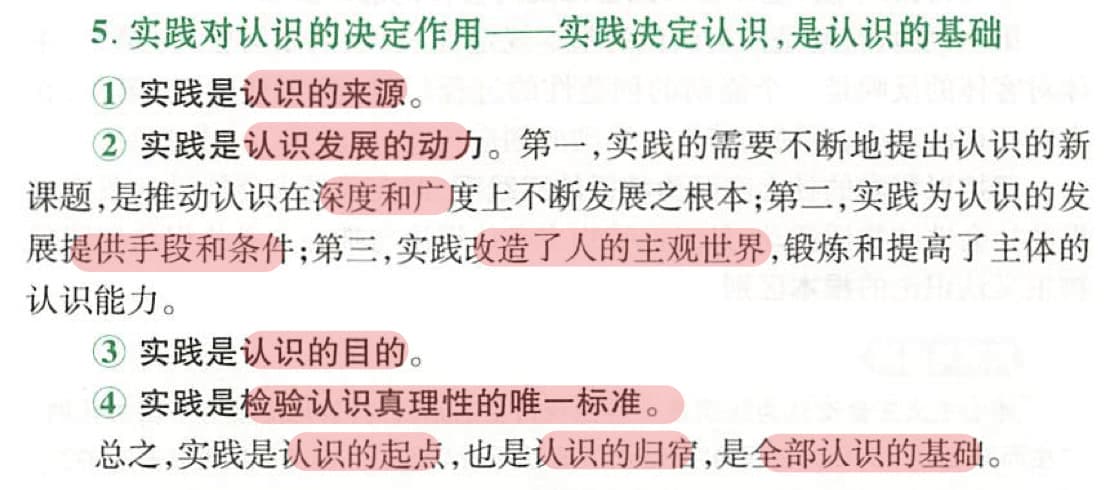 5. 实践对认识的决定作用——实践决定认识,是认识的基础
① 实践是认识的来源。
② 实践是认识发展的动力。第一,实践的需要不断地提出认识的新
课题,是推动认识在深度和广度上不断发展之根本;第二,实践为认识的发
展提供手段和条件;第三,实践改造了人的主观世界,锻炼和提高了主体的
认识能力。
③ 实践是认识的目的。
④ 实践是检验认识真理性的唯一标准。
总之,实践是认识的起点,也是认识的归宿,是全部认识的基础。